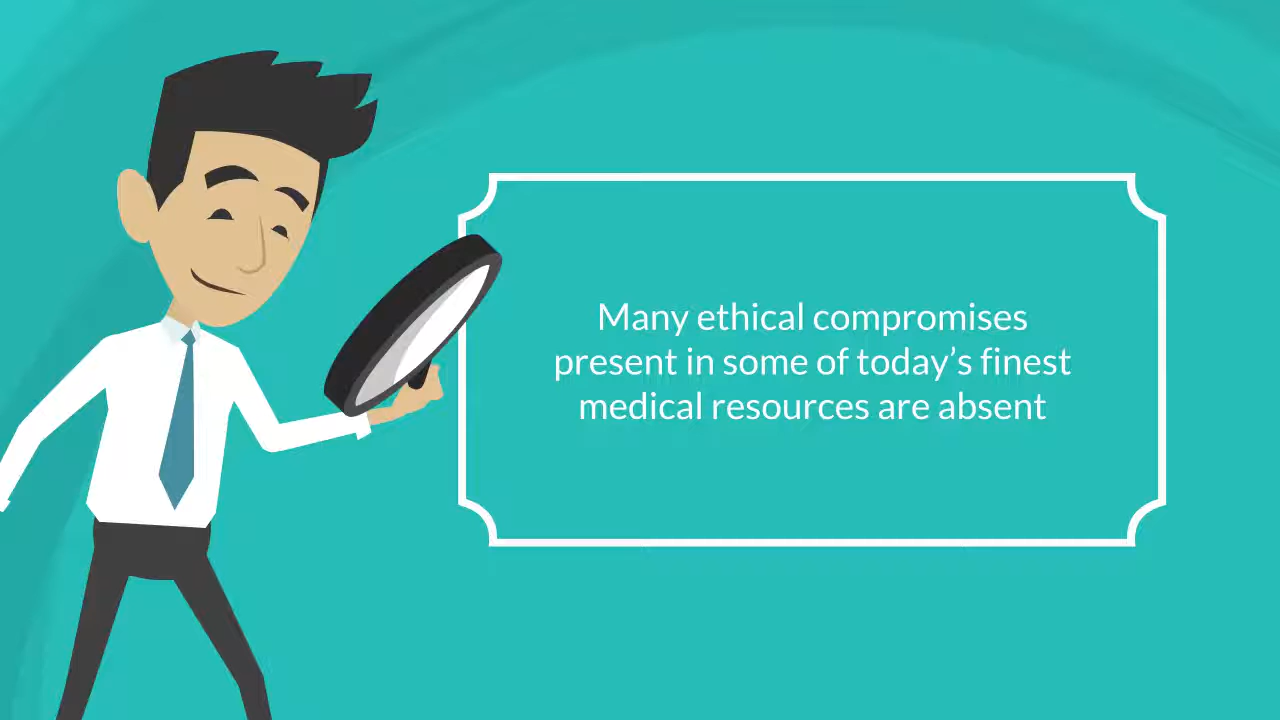 Many ethical compromises
present in some of today’s finest
medical resources are absent